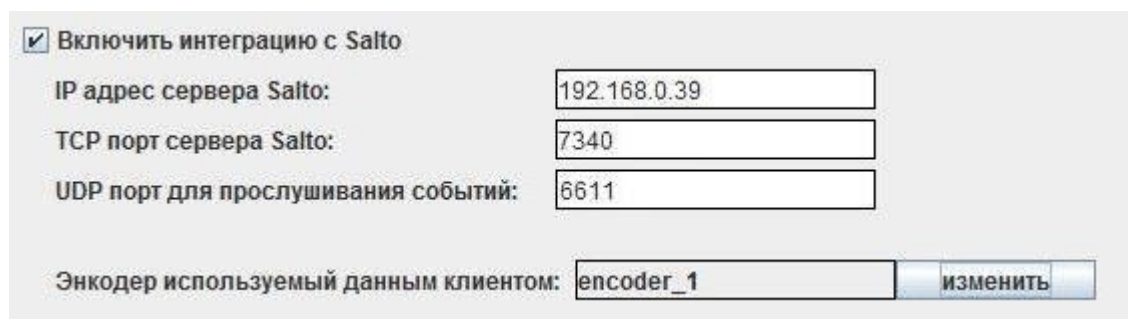 Включить интеграцию с Salto
IP адрес сервера Salto: 192.168.0.39
TCP порт сервера Salto: 7340
UDP порт для прослушивания событий: 6611
Энкодер используемый данным клиентом: encoder_1 изменить